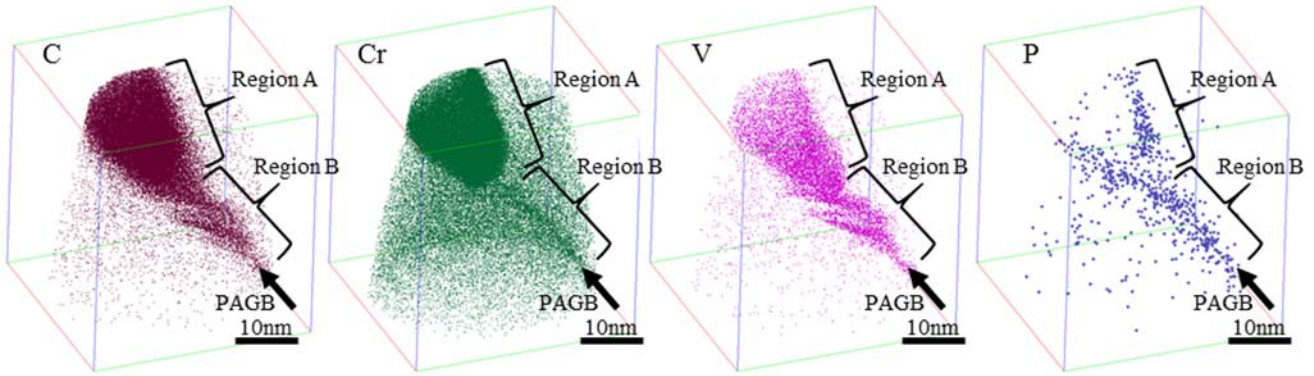 C
Region A
Region B
PAGB
10nm
Cr
Region A
Region B
PAGB
10nm
V
Region A
Region B
PAGB
10nm
P
Region A
Region B
PAGB
10nm